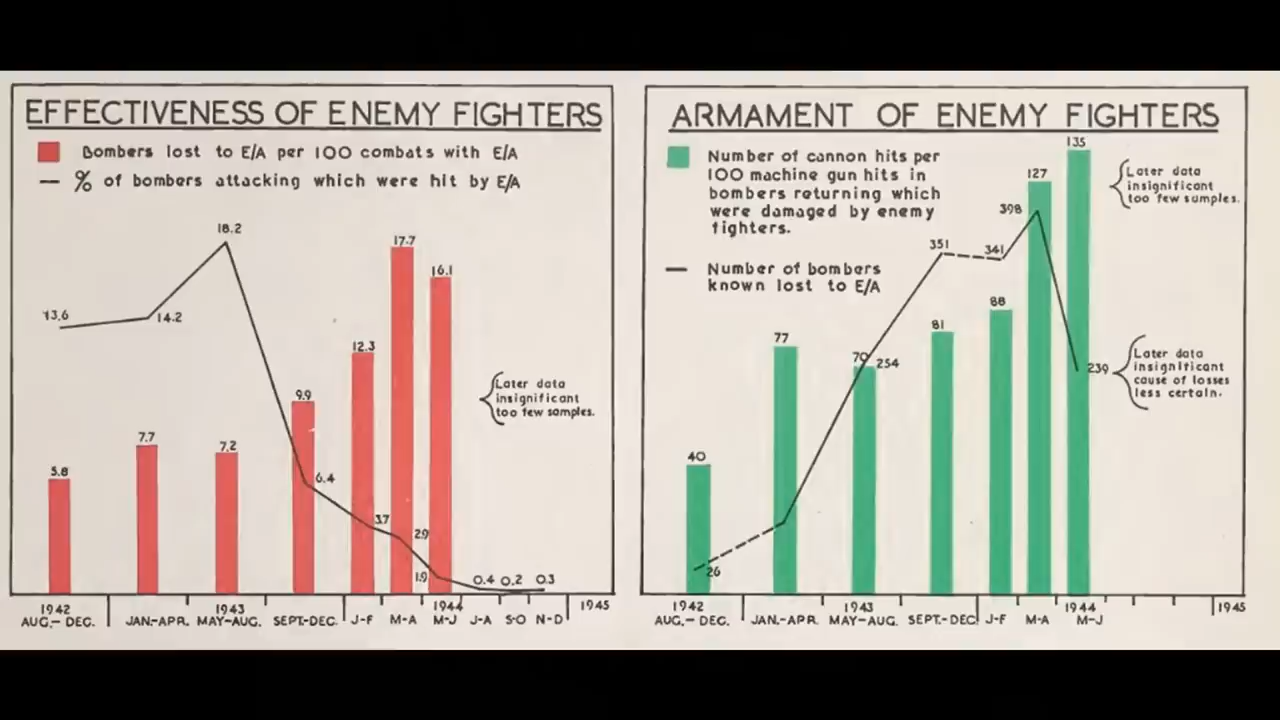 EFFECTIVENESS OF ENEMY FIGHTERS
Bombers lost to E/A per 100 combats with E/A
% of bombers attacking which were hit by E/A
13.6
14.2
18.2
6.4
3.7
2.9
1.9
0.4
0.2
0.3
5.8
7.7
7.2
9.9
12.3
17.7
16.1
Later data
insignificant
too few samples.
1942
1943
1944
1945
AUG.-DEC.
JAN.-APR.
MAY-AUG.
SEPT.-DEC.
J-F
M-A
M-J
J-A
S-O
N-D
ARMAMENT OF ENEMY FIGHTERS
Number of cannon hits per
100 machine gun hits in
bombers returning which
were damaged by enemy
fighters.
Number of bombers
known lost to E/A
40
77
70
81
88
127
135
26
254
351
341
398
239
Later data
insignificant
too few samples.
Later data
insignificant
cause of losses
less certain.
1942
1943
1944
1945
AUG.-DEC.
JAN.-APR.
MAY-AUG.
SEPT.-DEC.
J-F
M-A
M-J